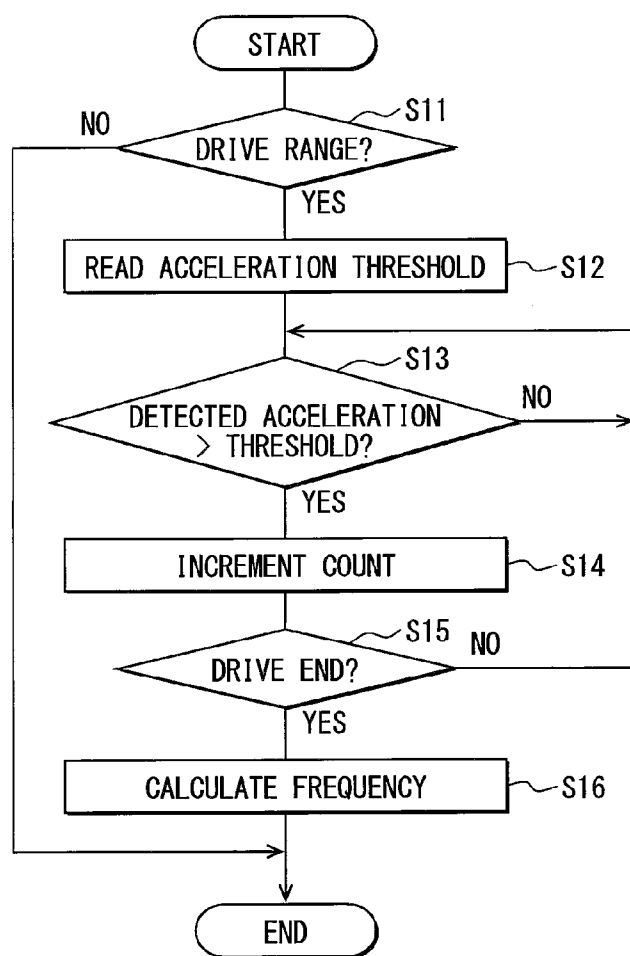 START
S11
NO
DRIVE RANGE?
YES
READ ACCELERATION THRESHOLD
S12
S13
NO
DETECTED ACCELERATION
> THRESHOLD?
YES
INCREMENT COUNT
S14
S15
NO
DRIVE END?
YES
CALCULATE FREQUENCY
S16
END